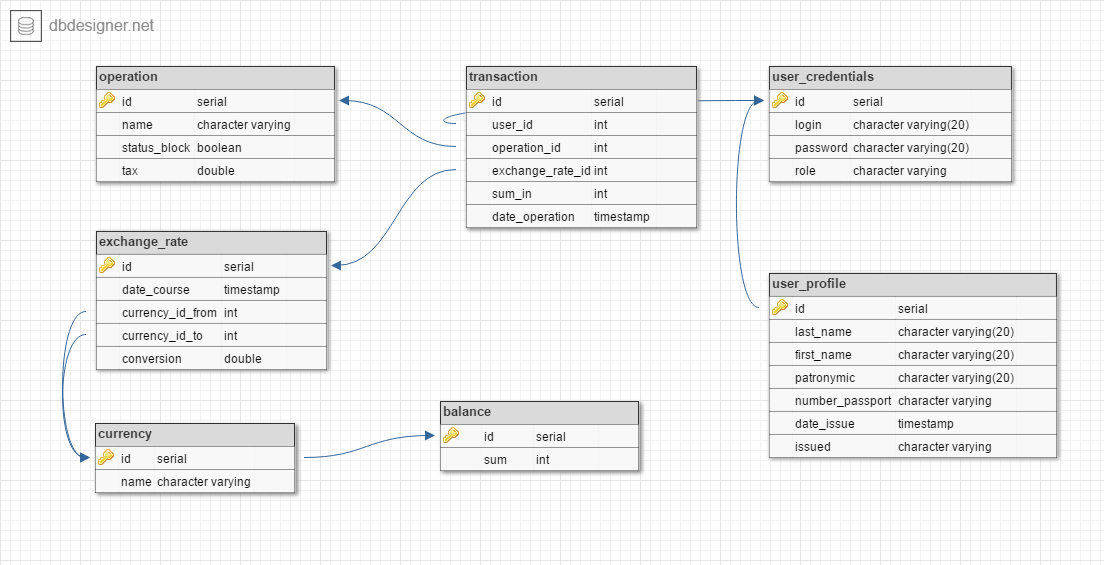 dbdesigner.net
operation
id serial
name character varying
status_block boolean
tax double
transaction
id serial
user_id int
operation_id int
exchange_rate_id int
sum_in int
date_operation timestamp
user_credentials
id serial
login character varying(20)
password character varying(20)
role character varying
exchange_rate
id serial
date_course timestamp
currency_id_from int
currency_id_to int
conversion double
user_profile
id serial
last_name character varying(20)
first_name character varying(20)
patronymic character varying(20)
number_passport character varying
date_issue timestamp
issued character varying
currency
id serial
name character varying
balance
id serial
sum int